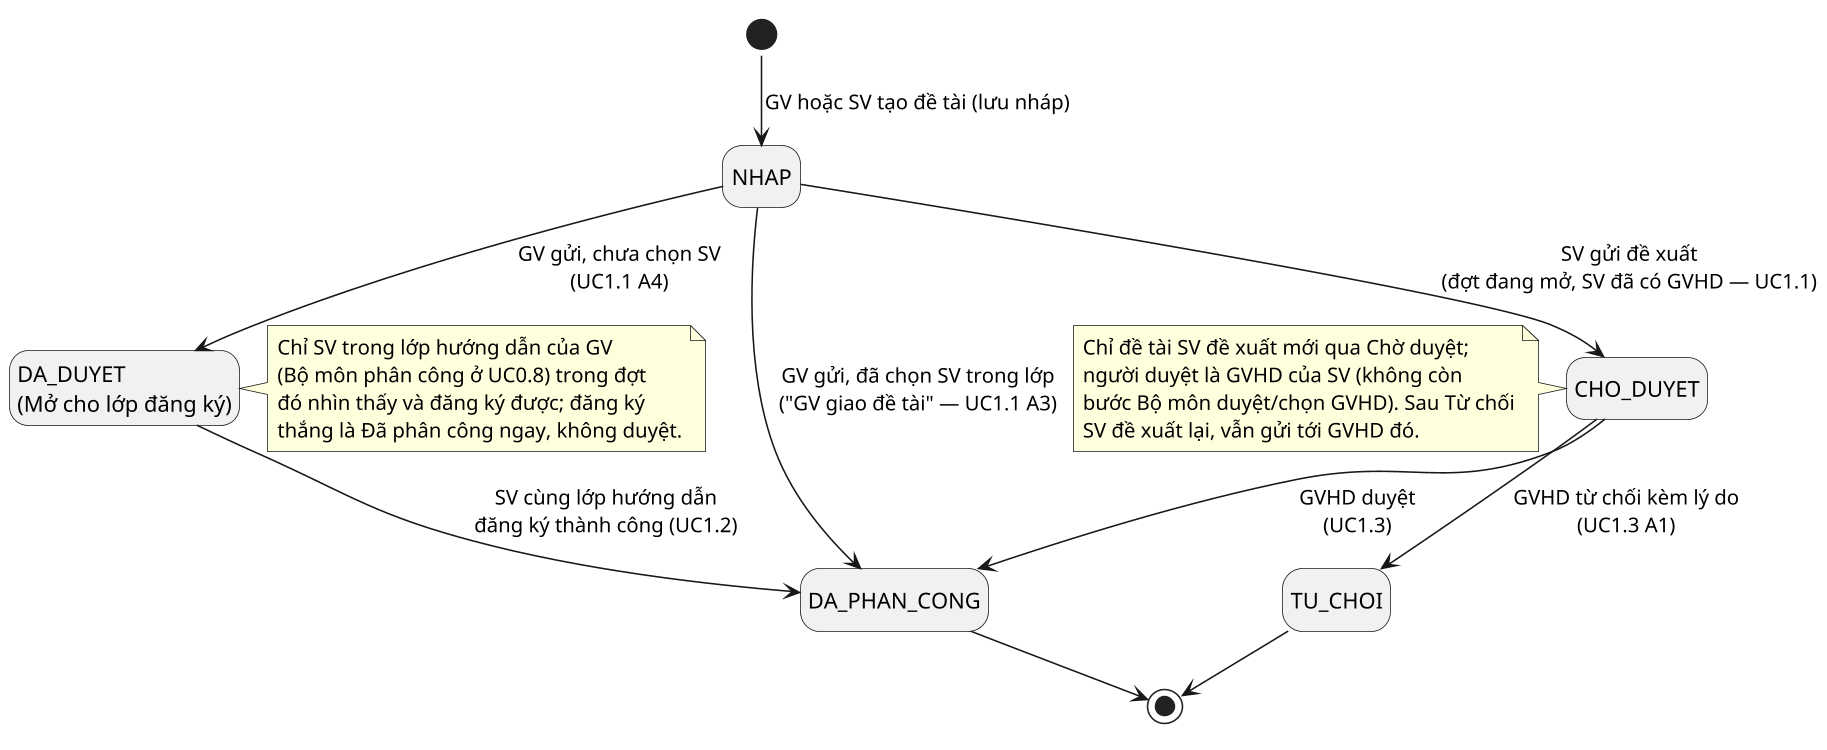 GV hoặc SV tạo đề tài (lưu nháp)
NHAP
GV gửi, chưa chọn SV
(UC1.1 A4)
SV gửi đề xuất
(đợt đang mở, SV đã có GVHD — UC1.1)
DA_DUYET
(Mở cho lớp đăng ký)
Chỉ SV trong lớp hướng dẫn của GV
(Bộ môn phân công ở UC0.8) trong đợt
đó nhìn thấy và đăng ký được; đăng ký
thắng là Đã phân công ngay, không duyệt.
GV gửi, đã chọn SV trong lớp
("GV giao đề tài" — UC1.1 A3)
Chỉ đề tài SV đề xuất mới qua Chờ duyệt;
người duyệt là GVHD của SV (không còn
bước Bộ môn duyệt/chọn GVHD). Sau Từ chối
SV đề xuất lại, vẫn gửi tới GVHD đó.
CHO_DUYET
SV cùng lớp hướng dẫn
đăng ký thành công (UC1.2)
GVHD duyệt
(UC1.3)
GVHD từ chối kèm lý do
(UC1.3 A1)
DA_PHAN_CONG
TU_CHOI